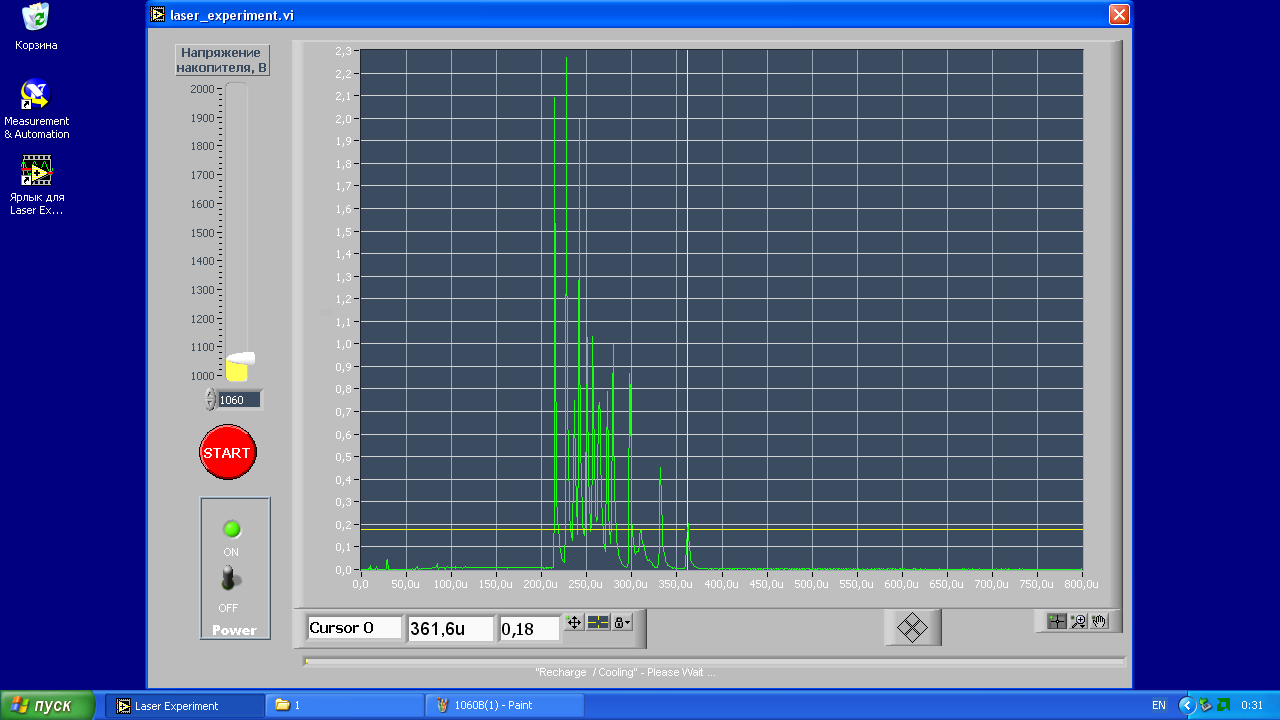 laser_experiment.vi
Корзина
Measurement
& Automation
Ярлык для
Laser Ex...
Напряжение
накопителя, В
2000
1900
1800
1700
1600
1500
1400
1300
1200
1100
1000
1060
START
ON
OFF
Power
2,3
2,2
2,1
2,0
1,9
1,8
1,7
1,6
1,5
1,4
1,3
1,2
1,1
1,0
0,9
0,8
0,7
0,6
0,5
0,4
0,3
0,2
0,1
0,0
0,0 50,0u 100,0u 150,0u 200,0u 250,0u 300,0u 350,0u 400,0u 450,0u 500,0u 550,0u 600,0u 650,0u 700,0u 750,0u 800,0u
Cursor 0 361,6u 0,18
"Recharge / Cooling" - Please Wait ...
пуск Laser Experiment 1 1060В(1) - Paint EN 0:31